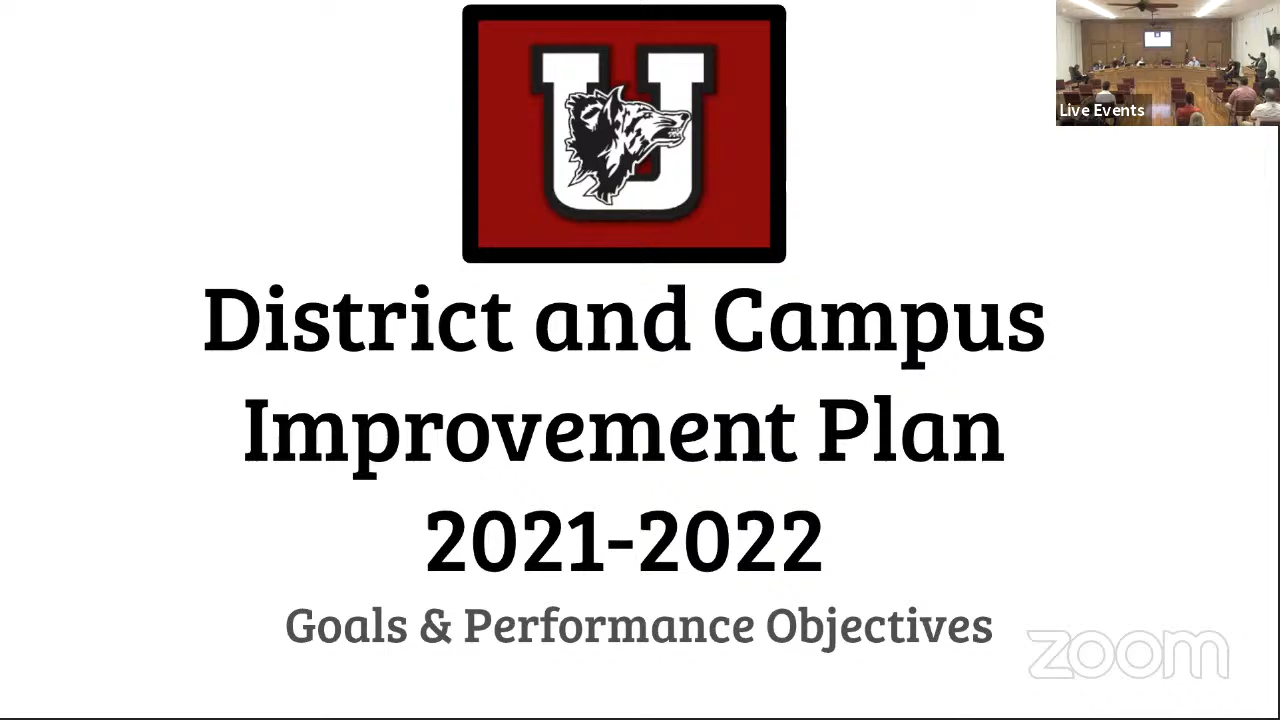 Live Events
U
District and Campus
Improvement Plan
2021-2022
Goals & Performance Objectives
zoom